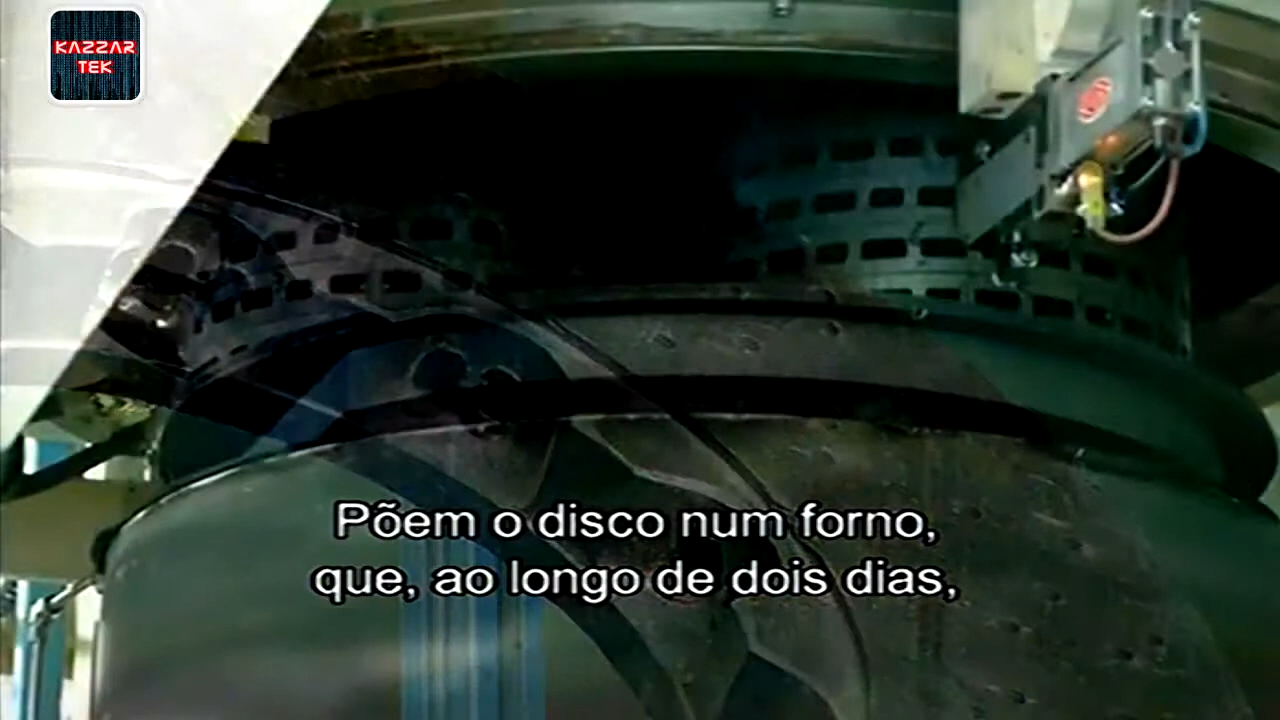 KAZZAR
TEK
Põem o disco num forno,
que, ao longo de dois dias,